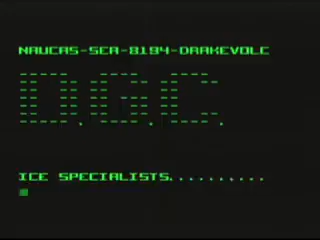 NAUCAS-SEA-8194-DRAKEVOLC
D.G.C.
ICE SPECIALISTS..........